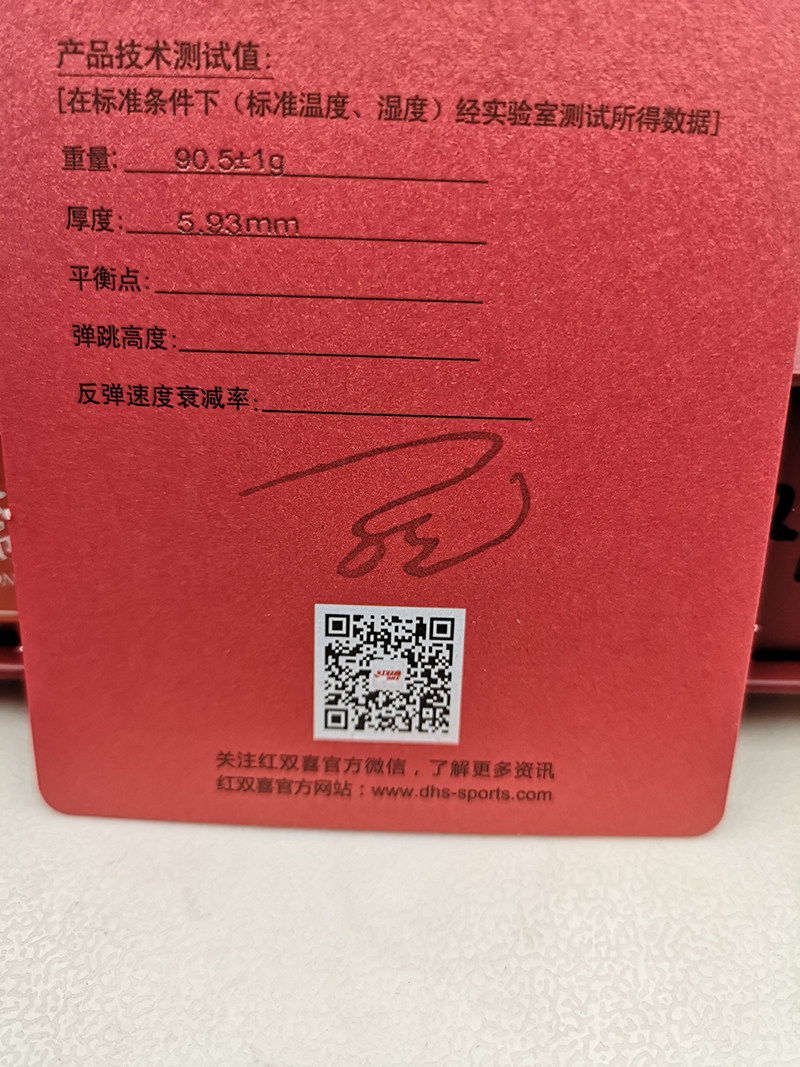 产品技术测试值:
[在标准条件下（标准温度、湿度）经实验室测试所得数据]
重量: 90.5±1g
厚度: 5.93mm
平衡点:
弹跳高度:
反弹速度衰减率:
关注红双喜官方微信，了解更多资讯
红双喜官方网站：www.dhs-sports.com